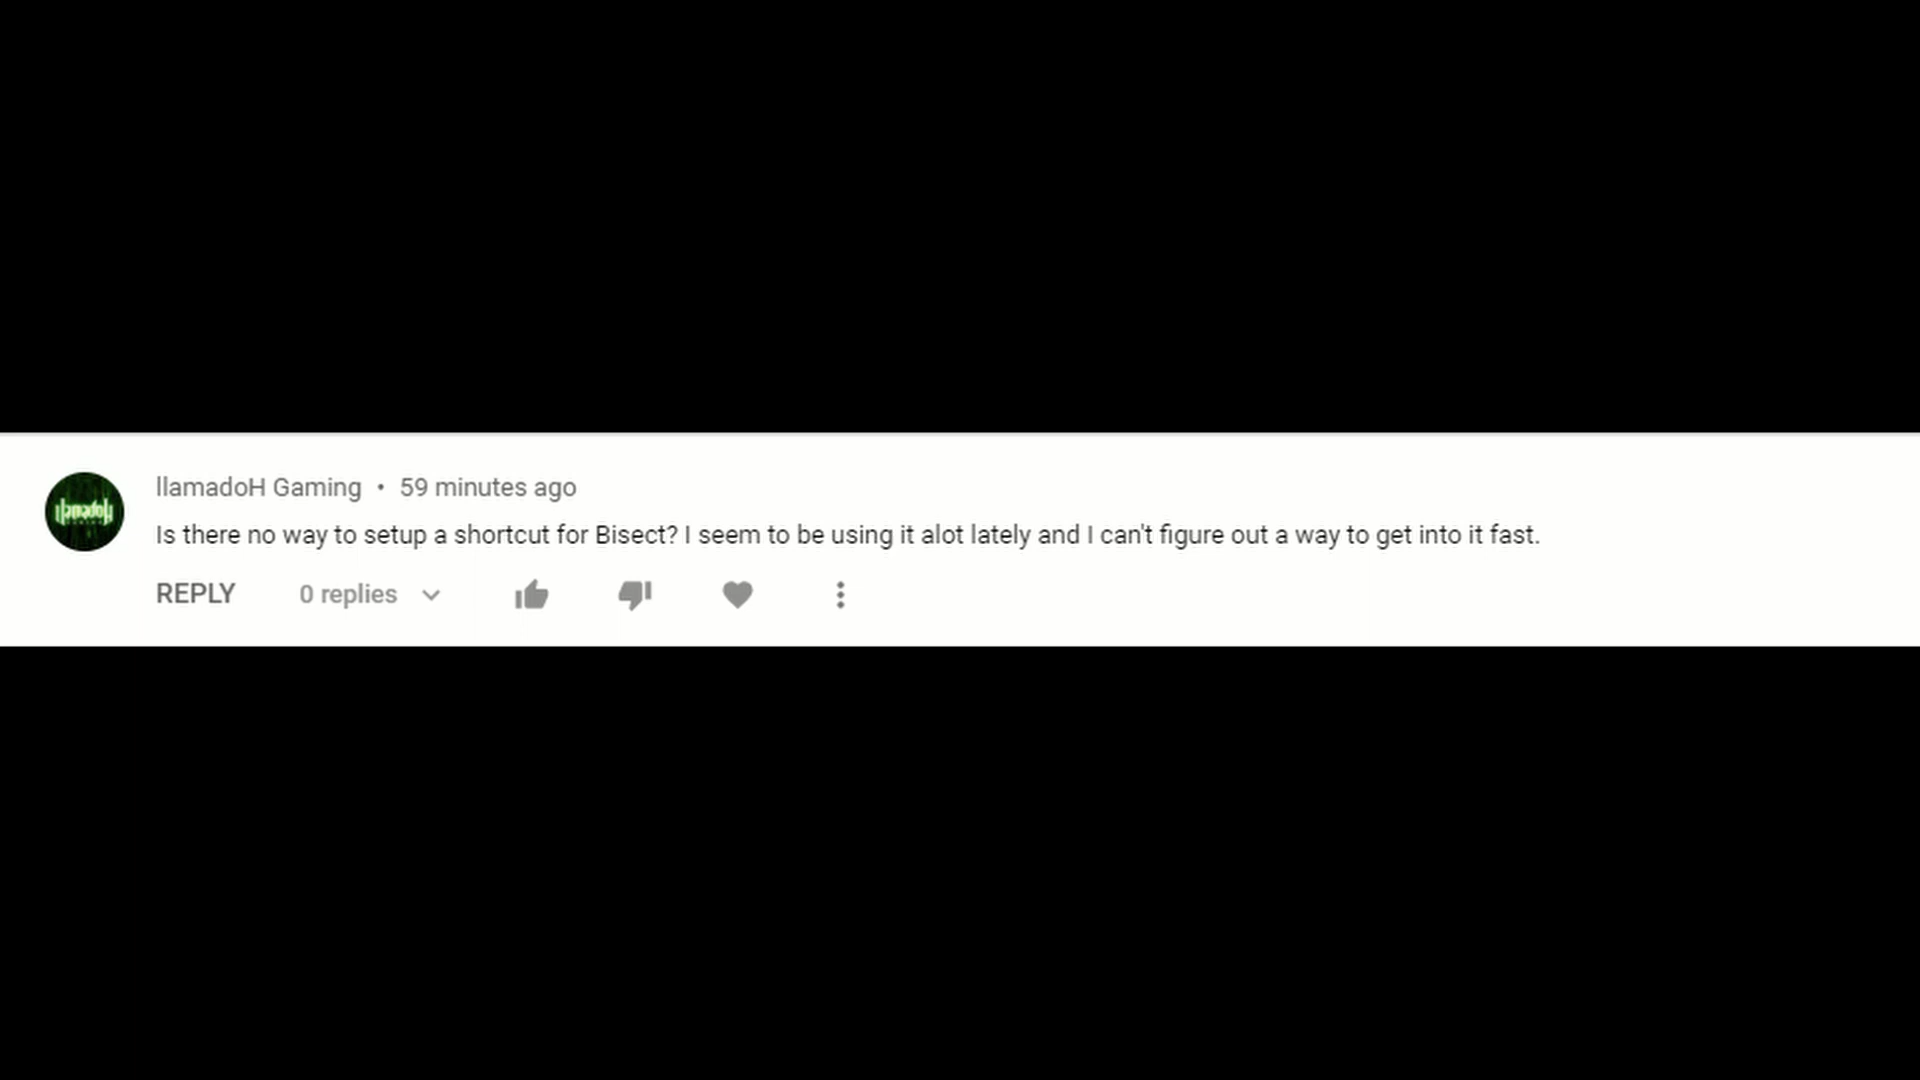 llamadoH Gaming • 59 minutes ago
Is there no way to setup a shortcut for Bisect? I seem to be using it alot lately and I can't figure out a way to get into it fast.
REPLY 0 replies
llamadoH